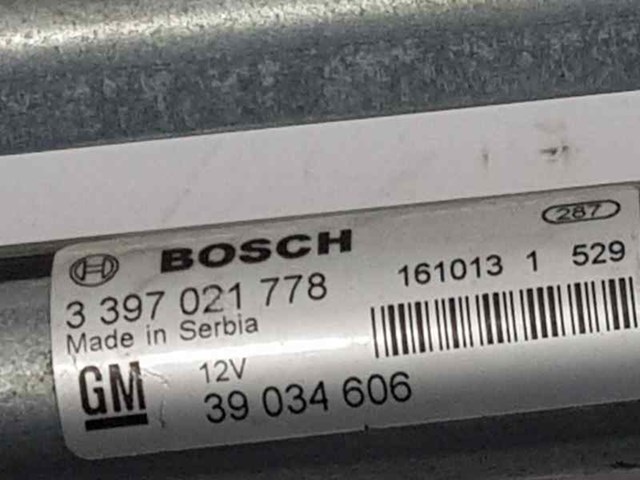 287
BOSCH
3 397 021 778
161013 1 529
Made in Serbia
GM
12V
39 034 606